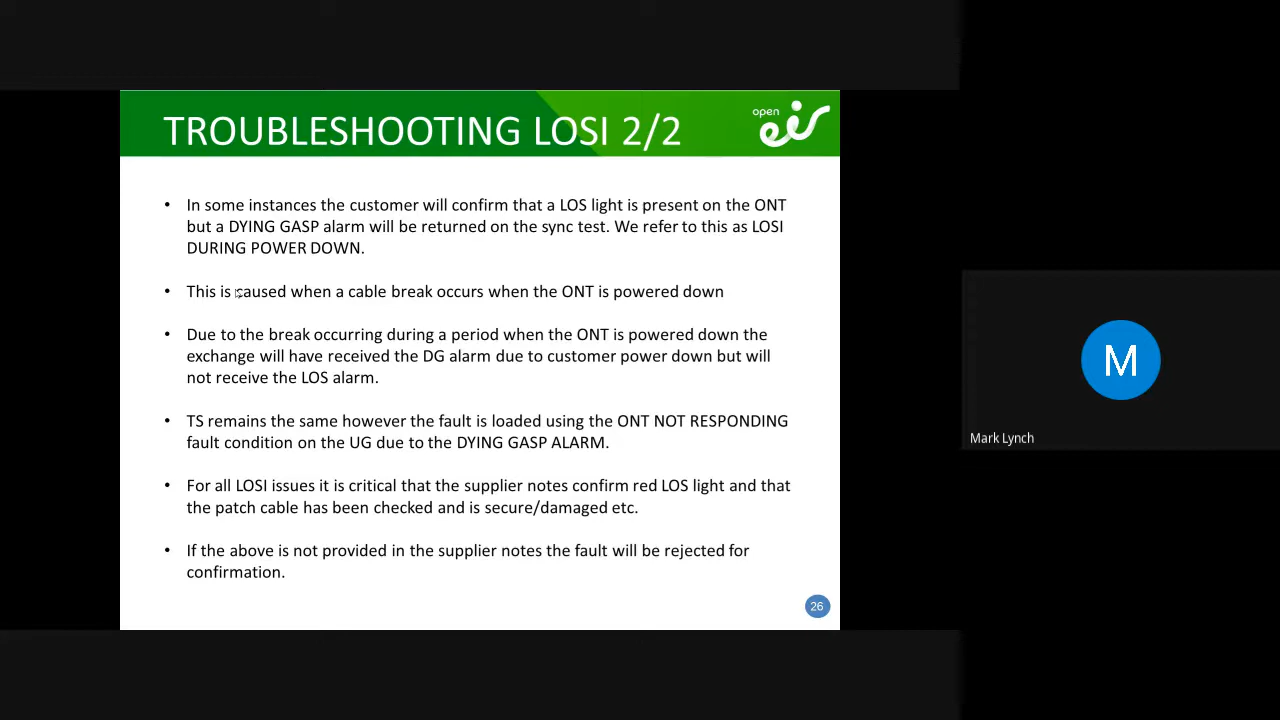 TROUBLESHOOTING LOSI 2/2
open
eir
• In some instances the customer will confirm that a LOS light is present on the ONT
but a DYING GASP alarm will be returned on the sync test. We refer to this as LOSI
DURING POWER DOWN.
• This is caused when a cable break occurs when the ONT is powered down
• Due to the break occurring during a period when the ONT is powered down the
exchange will have received the DG alarm due to customer power down but will
not receive the LOS alarm.
• TS remains the same however the fault is loaded using the ONT NOT RESPONDING
fault condition on the UG due to the DYING GASP ALARM.
• For all LOSI issues it is critical that the supplier notes confirm red LOS light and that
the patch cable has been checked and is secure/damaged etc.
• If the above is not provided in the supplier notes the fault will be rejected for
confirmation.
26
M
Mark Lynch